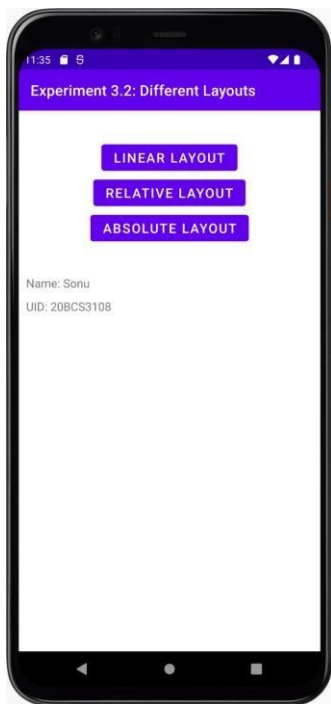 11:35
Experiment 3.2: Different Layouts
LINEAR LAYOUT
RELATIVE LAYOUT
ABSOLUTE LAYOUT
Name: Sonu
UID: 20BCS3108